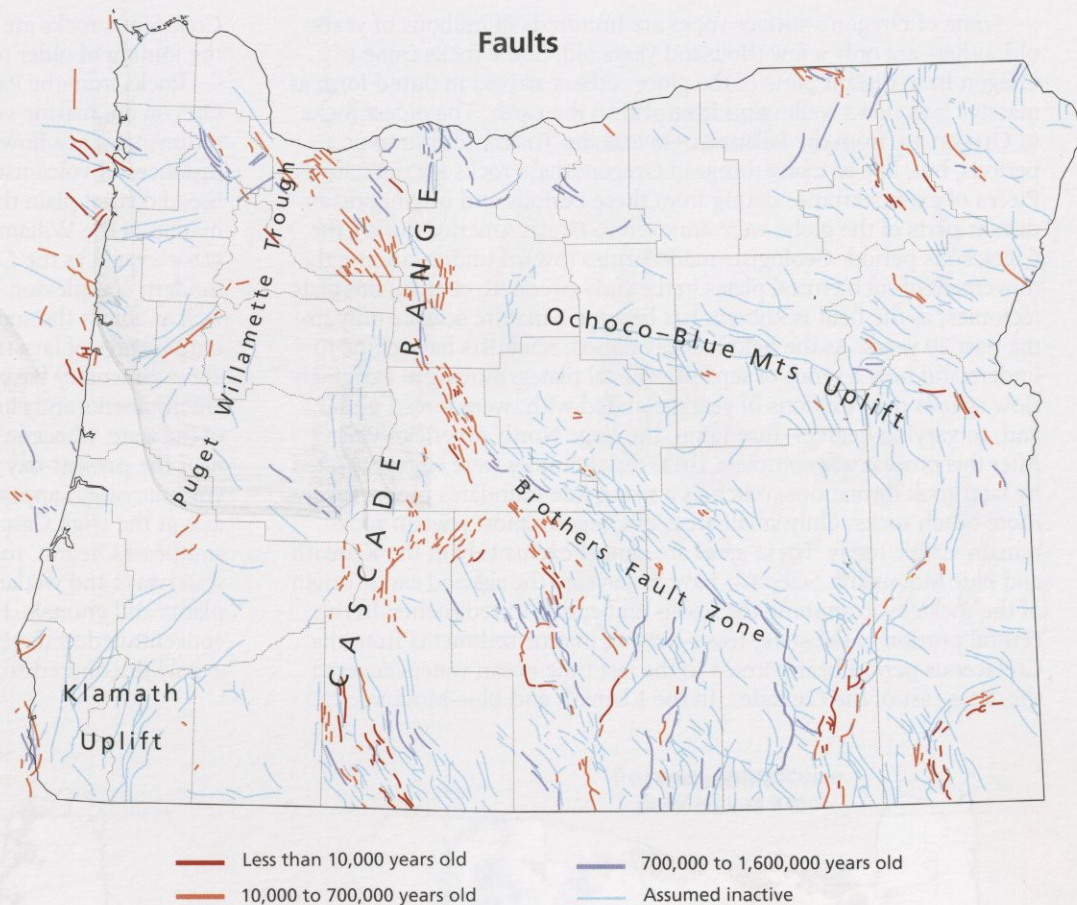 Faults
Puget Willamette Trough
CASCADE RANGE
Ochoco–Blue Mts. Uplift
Brothers Fault Zone
Klamath
Uplift
Less than 10,000 years old
700,000 to 1,600,000 years old
10,000 to 700,000 years old
Assumed inactive